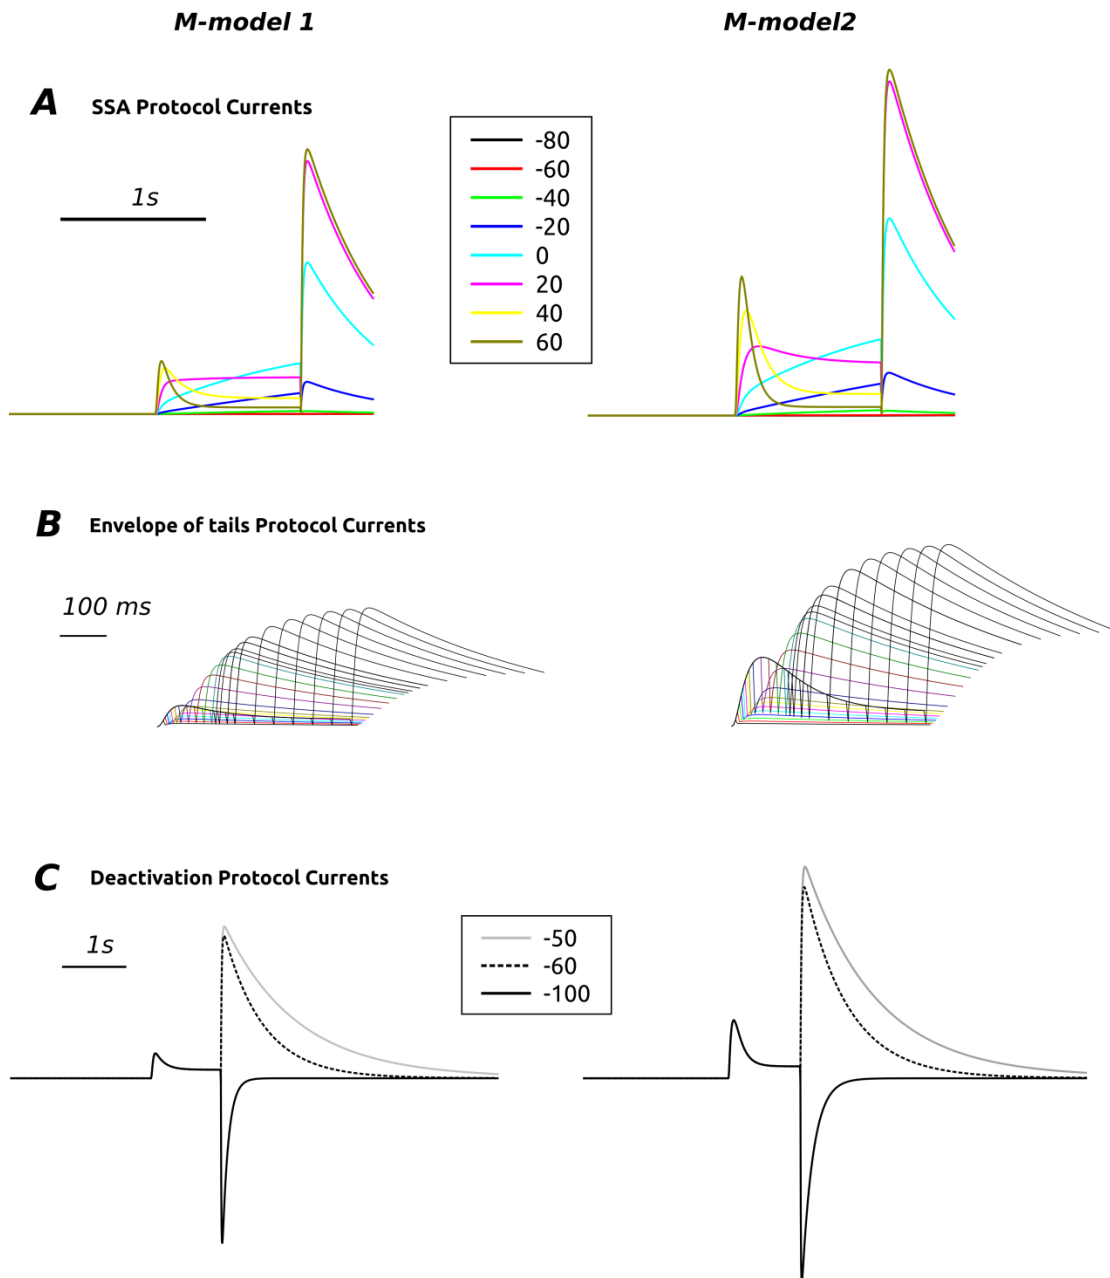 M-model 1
M-model2
A SSA Protocol Currents
1s
-80
-60
-40
-20
0
20
40
60
B Envelope of tails Protocol Currents
100 ms
C Deactivation Protocol Currents
1s
-50
-60
-100